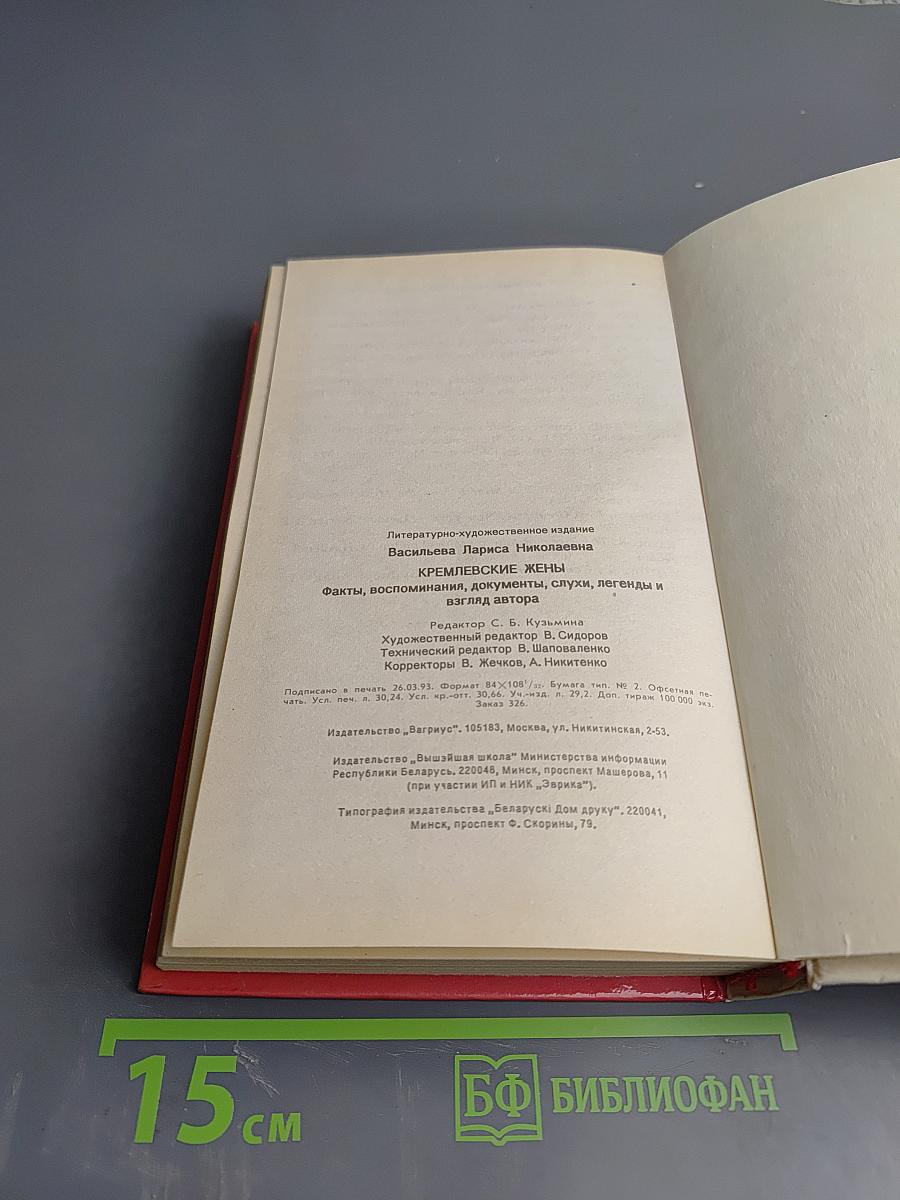 Литературно-художественное издание
Васильева Лариса Николаевна
КРЕМЛЕВСКИЕ ЖЕНЫ
Факты, воспоминания, документы, слухи, легенды и
взгляд автора
Редактор С. Б. Кузьмина
Художественный редактор В. Сидоров
Технический редактор В. Шаповаленко
Корректоры В. Жечков, А. Никитенко
Подписано в печать 26.03.93. Формат 84×108¹/₃₂. Бумага тип. № 2. Офсетная пе-
чать. Усл. печ. л. 30,24. Усл. кр.-отт. 30,66. Уч.-изд. л. 29,2. Доп. тираж 100 000 экз.
Заказ 326.
Издательство „Вагриус". 105183, Москва, ул. Никитинская, 2-53.
Издательство „Вышэйшая школа" Министерства информации
Республики Беларусь. 220048, Минск, проспект Машерова, 11
(при участии ИП и НИК „Эврика").
Типография издательства „Беларускі Дом друку". 220041,
Минск, проспект Ф. Скорины, 79.
15 см
БФ БИБЛИОФАН